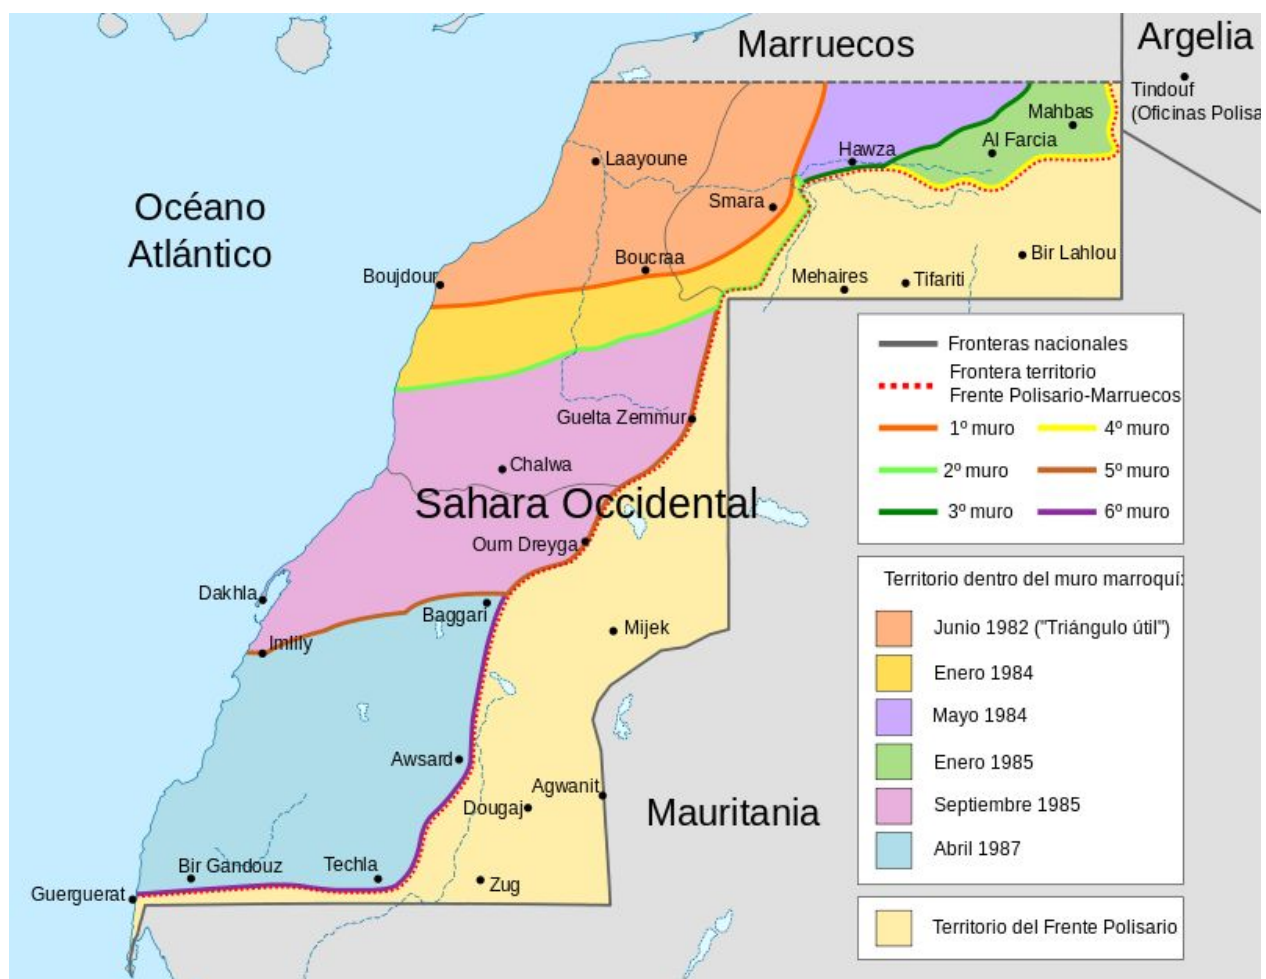 Marruecos
Argelia
Tindouf
(Oficinas Polisa
Mahbas
Al Farcia
Hawza
Laayoune
Océano
Atlántico
Smara
Boucraa
Bir Lahlou
Boujdour
Mehaires
Tifariti
Guelta Zemmur
Chalwa
Sahara Occidental
Oum Dreyga
Dakhla
Baggari
Mijek
Imlily
Awsard
Agwanit
Dougaj
Mauritania
Bir Gandouz
Techla
Zug
Guerguerat
Fronteras nacionales
Frontera territorio
Frente Polisario-Marruecos
1º muro
4º muro
2º muro
5º muro
3º muro
6º muro
Territorio dentro del muro marroquí:
Junio 1982 ("Triángulo útil")
Enero 1984
Mayo 1984
Enero 1985
Septiembre 1985
Abril 1987
Territorio del Frente Polisario